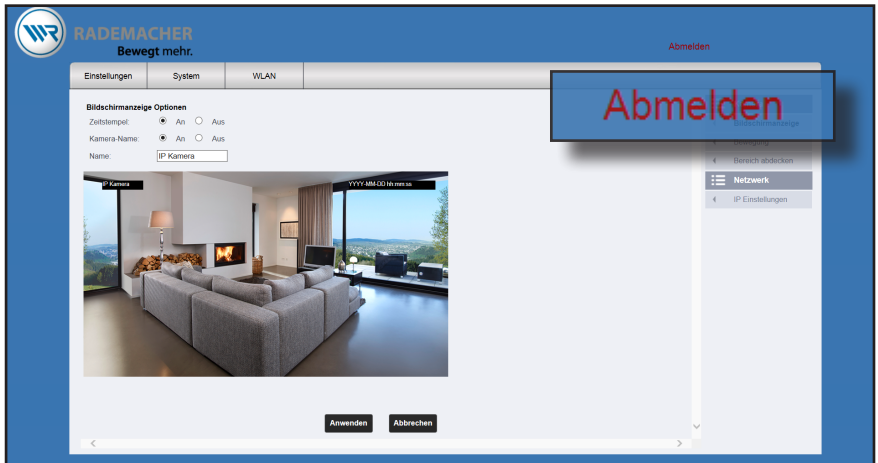 RADEMACHER
Bewegt mehr.
Abmelden
Einstellungen System WLAN
Abmelden
Bildschirmanzeige Optionen
Zeitstempel: An Aus
Kamera-Name: An Aus
Name: IP Kamera
Bildschirmanzeige
Bewegung
Bereich abdecken
Netzwerk
IP Einstellungen
IP Kamera YYYY-MM-DD hh:mm:ss
Anwenden Abbrechen